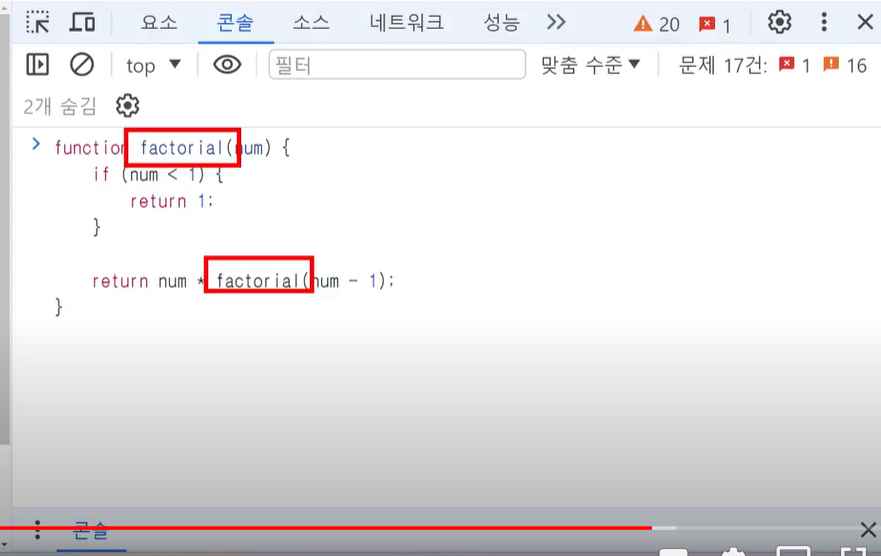 요소 콘솔 소스 네트워크 성능 20 1
top 필터 맞춤 수준 문제 17건: 1 16
2개 숨김
function factorial(num) {
if (num < 1) {
return 1;
}
return num * factorial(num - 1);
}
콘솔